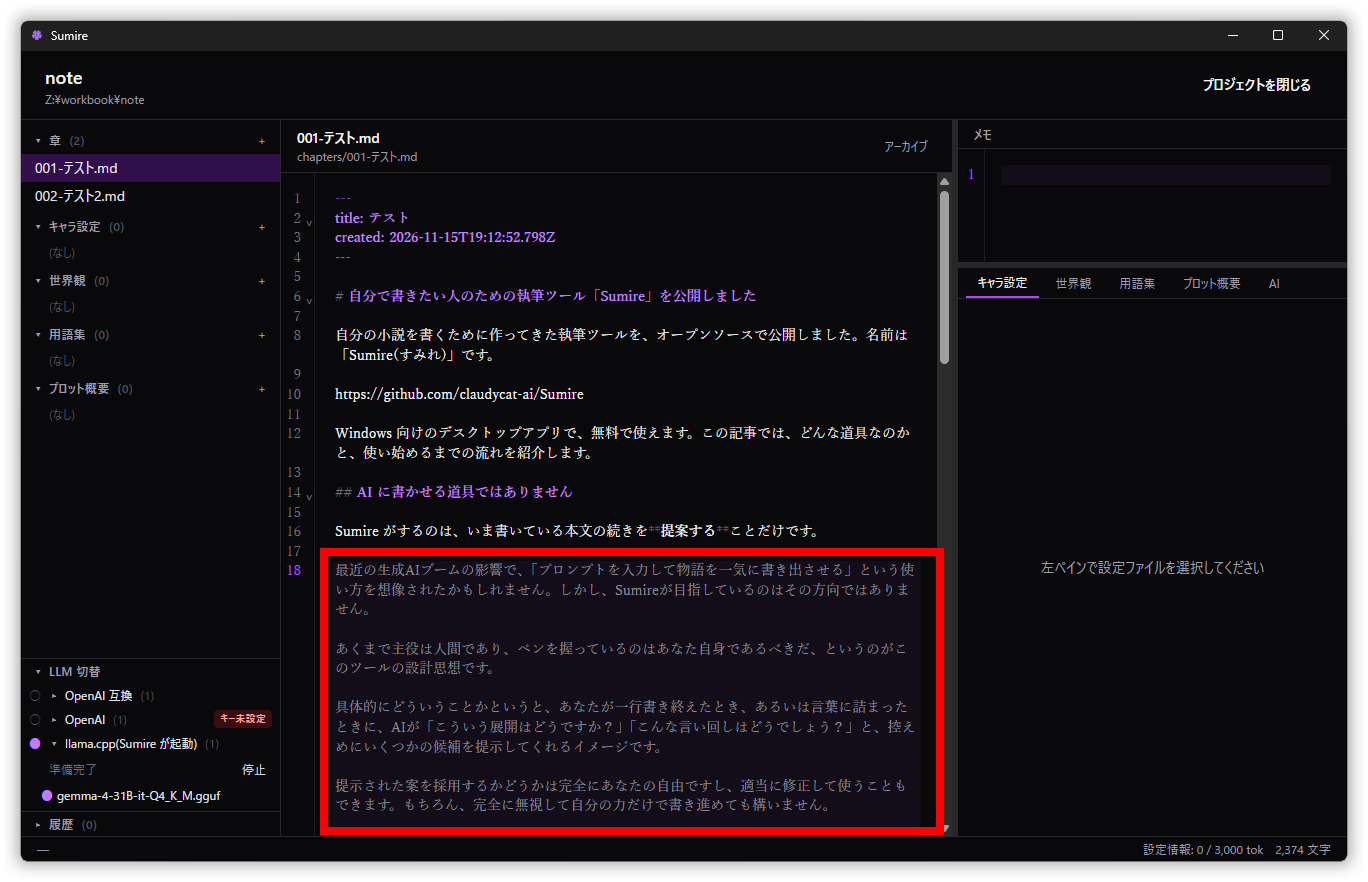 Sumire
note
Z:¥workbook¥note
プロジェクトを閉じる
章 (2)
001-テスト.md
002-テスト2.md
キャラ設定 (0)
(なし)
世界観 (0)
(なし)
用語集 (0)
(なし)
プロット概要 (0)
(なし)
LLM 切替
OpenAI 互換 (1)
OpenAI (1) キー未設定
llama.cpp(Sumire が起動) (1)
準備完了 停止
gemma-4-31B-it-Q4_K_M.gguf
履歴 (0)
001-テスト.md
chapters/001-テスト.md
アーカイブ
1 ---
2 title: テスト
3 created: 2026-11-15T19:12:52.798Z
4 ---
5
6 # 自分で書きたい人のための執筆ツール「Sumire」を公開しました
7
8 自分の小説を書くために作ってきた執筆ツールを、オープンソースで公開しました。名前は
「Sumire(すみれ)」です。
9
10 https://github.com/claudycat-ai/Sumire
11
12 Windows 向けのデスクトップアプリで、無料で使えます。この記事では、どんな道具なのか
と、使い始めるまでの流れを紹介します。
13
14 ## AI に書かせる道具ではありません
15
16 Sumire がするのは、いま書いている本文の続きを**提案する**ことだけです。
17
18 最近の生成AIブームの影響で、「プロンプトを入力して物語を一気に書き出させる」という使
い方を想像されたかもしれません。しかし、Sumireが目指しているのはその方向ではありま
せん。
あくまで主役は人間であり、ペンを握っているのはあなた自身であるべきだ、というのがこ
のツールの設計思想です。
具体的にどういうことかというと、あなたが一行書き終えたとき、あるいは言葉に詰まった
ときに、AIが「こういう展開はどうですか？」「こんな言い回しはどうでしょう？」と、控え
めにいくつかの候補を提示してくれるイメージです。
提示された案を採用するかどうかは完全にあなたの自由ですし、適当に修正して使うことも
できます。もちろん、完全に無視して自分の力だけで書き進めても構いません。
メモ
1
キャラ設定 世界観 用語集 プロット概要 AI
左ペインで設定ファイルを選択してください
—
設定情報: 0 / 3,000 tok 2,374 文字